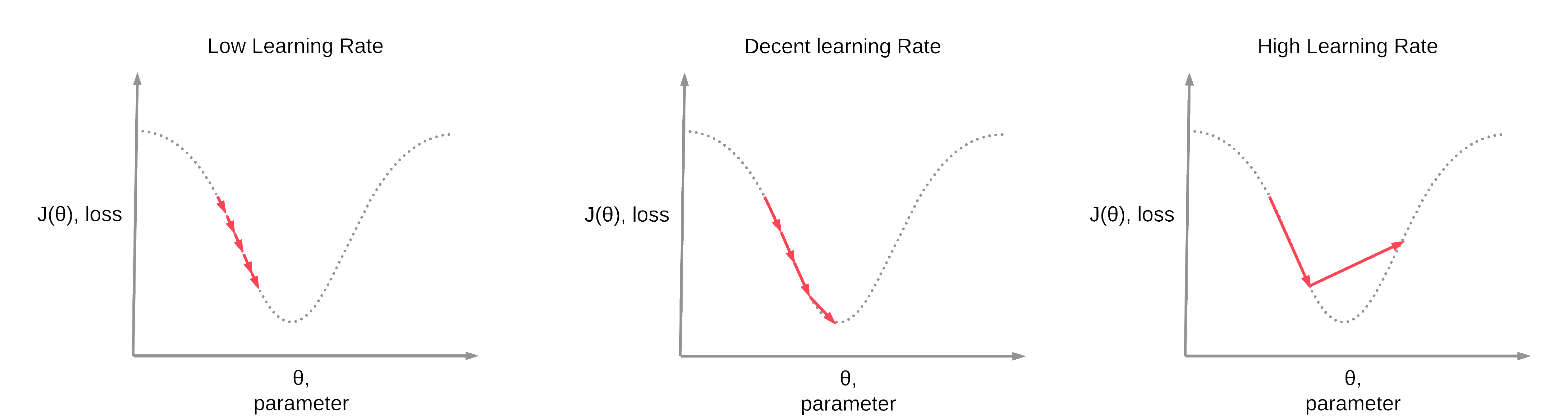 Low Learning Rate
J(θ), loss
θ,
parameter
Decent learning Rate
J(θ), loss
θ,
parameter
High Learning Rate
J(θ), loss
θ,
parameter